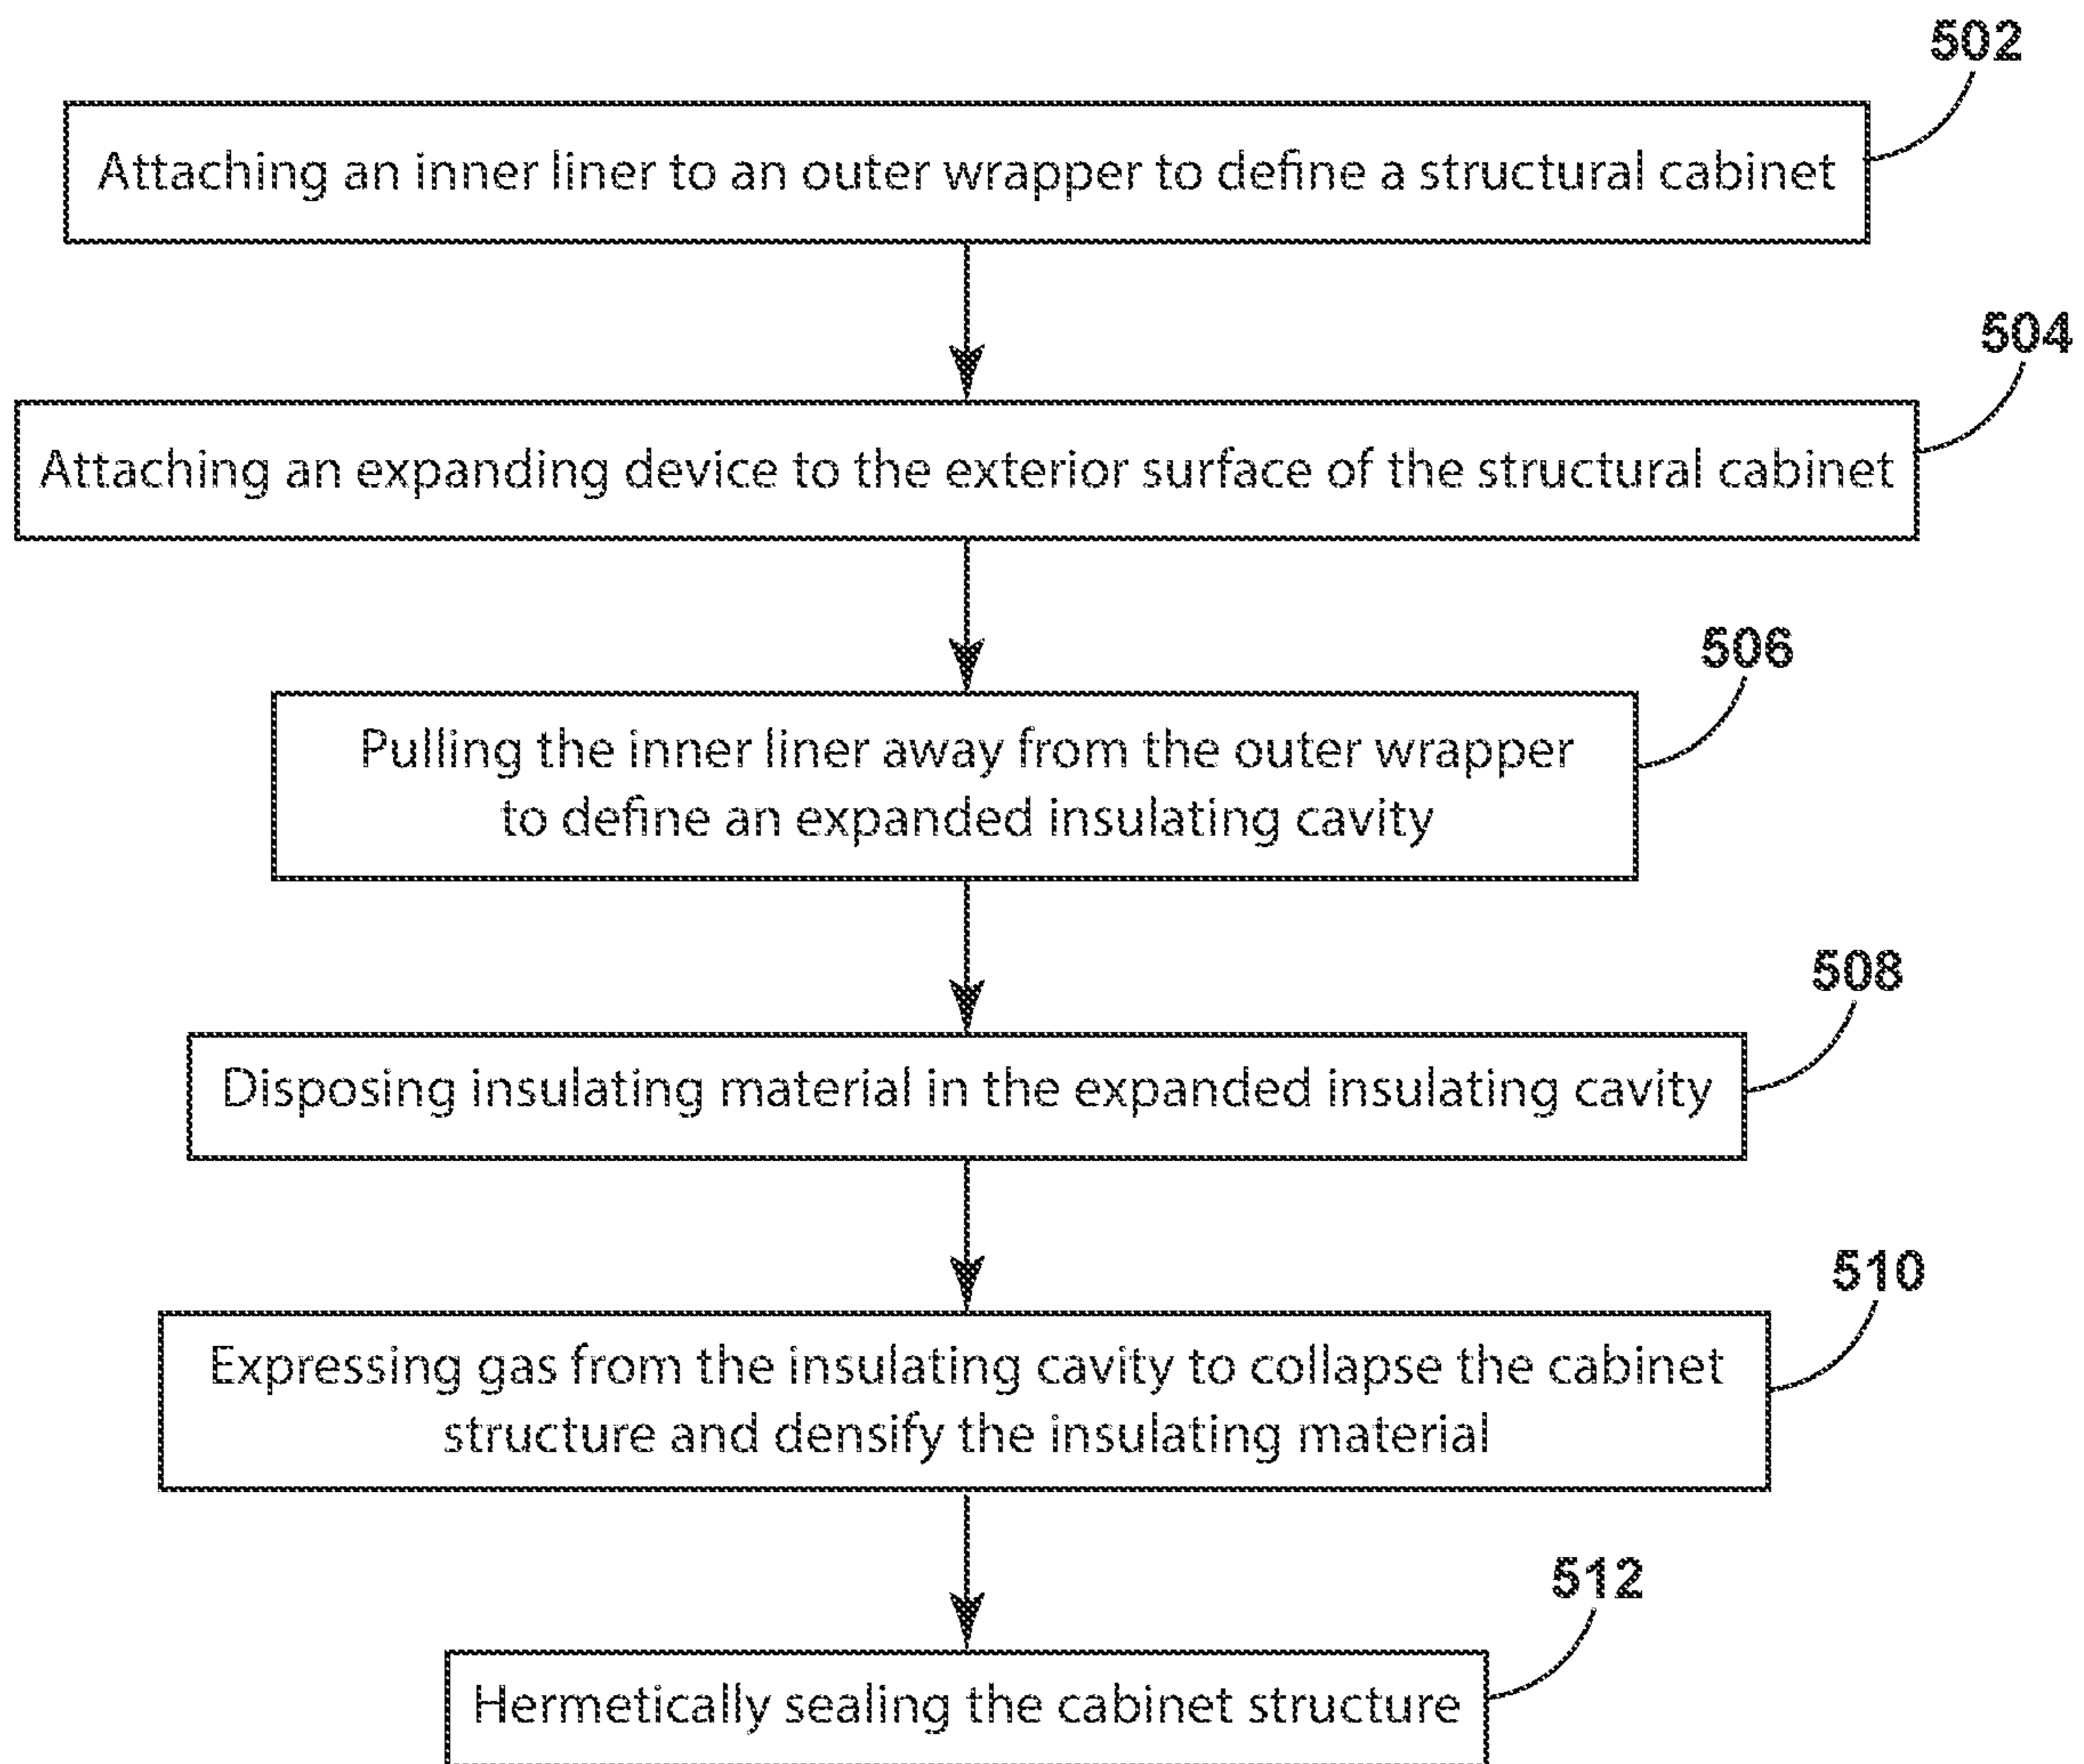 502
Attaching an inner liner to an outer wrapper to define a structural cabinet
504
Attaching an expanding device to the exterior surface of the structural cabinet
506
Pulling the inner liner away from the outer wrapper
to define an expanded insulating cavity
508
Disposing insulating material in the expanded insulating cavity
510
Expressing gas from the insulating cavity to collapse the cabinet
structure and densify the insulating material
512
Hermetically sealing the cabinet structure